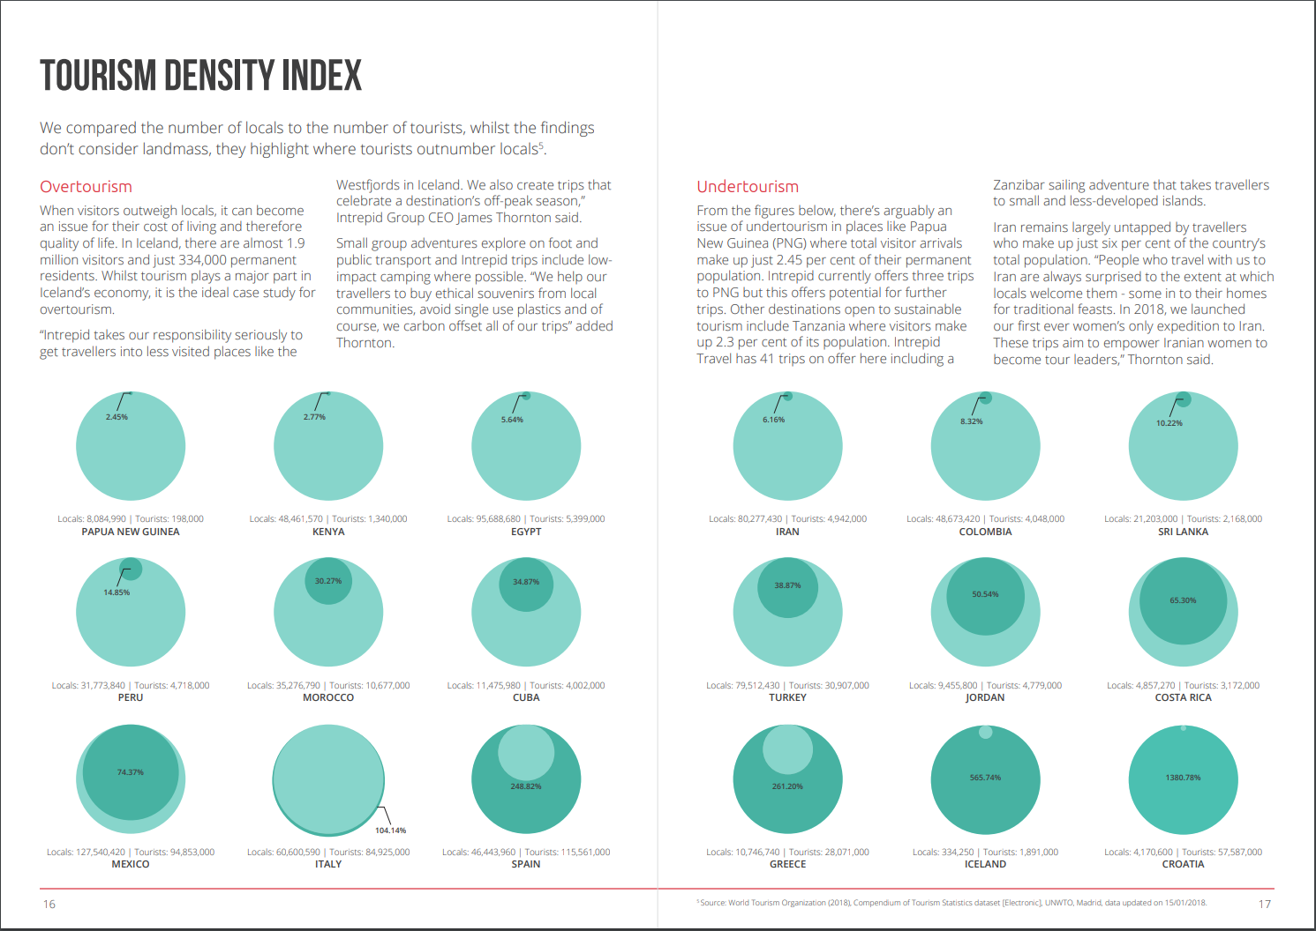 TOURISM DENSITY INDEX
We compared the number of locals to the number of tourists, whilst the findings
don’t consider landmass, they highlight where tourists outnumber locals⁵.
Overtourism
When visitors outweigh locals, it can become
an issue for their cost of living and therefore
quality of life. In Iceland, there are almost 1.9
million visitors and just 334,000 permanent
residents. Whilst tourism plays a major part in
Iceland’s economy, it is the ideal case study for
overtourism.
“Intrepid takes our responsibility seriously to
get travellers into less visited places like the
Westfjords in Iceland. We also create trips that
celebrate a destination’s off-peak season,”
Intrepid Group CEO James Thornton said.
Small group adventures explore on foot and
public transport and Intrepid trips include low-
impact camping where possible. “We help our
travellers to buy ethical souvenirs from local
communities, avoid single use plastics and of
course, we carbon offset all of our trips” added
Thornton.
Undertourism
From the figures below, there’s arguably an
issue of undertourism in places like Papua
New Guinea (PNG) where total visitor arrivals
make up just 2.45 per cent of their permanent
population. Intrepid currently offers three trips
to PNG but this offers potential for further
trips. Other destinations open to sustainable
tourism include Tanzania where visitors make
up 2.3 per cent of its population. Intrepid
Travel has 41 trips on offer here including a
Zanzibar sailing adventure that takes travellers
to small and less-developed islands.
Iran remains largely untapped by travellers
who make up just six per cent of the country’s
total population. “People who travel with us to
Iran are always surprised to the extent at which
locals welcome them - some in to their homes
for traditional feasts. In 2018, we launched
our first ever women’s only expedition to Iran.
These trips aim to empower Iranian women to
become tour leaders,” Thornton said.
2.45%
Locals: 8,084,990 | Tourists: 198,000
PAPUA NEW GUINEA
2.77%
Locals: 48,461,570 | Tourists: 1,340,000
KENYA
5.64%
Locals: 95,688,680 | Tourists: 5,399,000
EGYPT
6.16%
Locals: 80,277,430 | Tourists: 4,942,000
IRAN
8.32%
Locals: 48,673,420 | Tourists: 4,048,000
COLOMBIA
10.22%
Locals: 21,203,000 | Tourists: 2,168,000
SRI LANKA
14.85%
Locals: 31,773,840 | Tourists: 4,718,000
PERU
30.27%
Locals: 35,276,790 | Tourists: 10,677,000
MOROCCO
34.87%
Locals: 11,475,980 | Tourists: 4,002,000
CUBA
38.87%
Locals: 79,512,430 | Tourists: 30,907,000
TURKEY
50.54%
Locals: 9,455,800 | Tourists: 4,779,000
JORDAN
65.30%
Locals: 4,857,270 | Tourists: 3,172,000
COSTA RICA
74.37%
Locals: 127,540,420 | Tourists: 94,853,000
MEXICO
104.14%
Locals: 60,600,590 | Tourists: 84,925,000
ITALY
248.82%
Locals: 46,443,960 | Tourists: 115,561,000
SPAIN
261.20%
Locals: 10,746,740 | Tourists: 28,071,000
GREECE
565.74%
Locals: 334,250 | Tourists: 1,891,000
ICELAND
1380.78%
Locals: 4,170,600 | Tourists: 57,587,000
CROATIA
16
⁵ Source: World Tourism Organization (2018), Compendium of Tourism Statistics dataset [Electronic], UNWTO, Madrid, data updated on 15/01/2018.
17